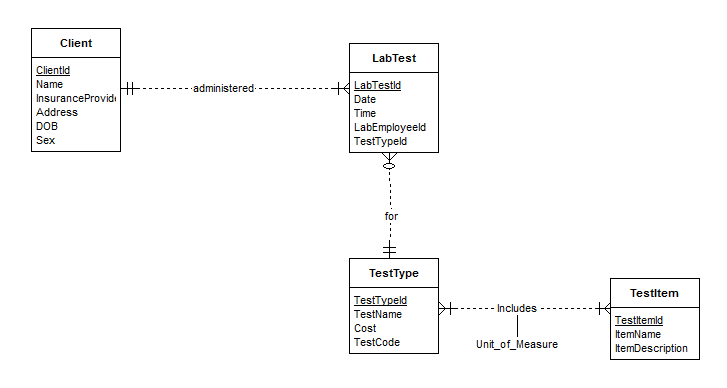 Client
ClientId
Name
InsuranceProvide
Address
DOB
Sex
administered
LabTest
LabTestId
Date
Time
LabEmployeeId
TestTypeId
for
TestType
TestTypeId
TestName
Cost
TestCode
Includes
Unit_of_Measure
TestItem
TestItemId
ItemName
ItemDescription